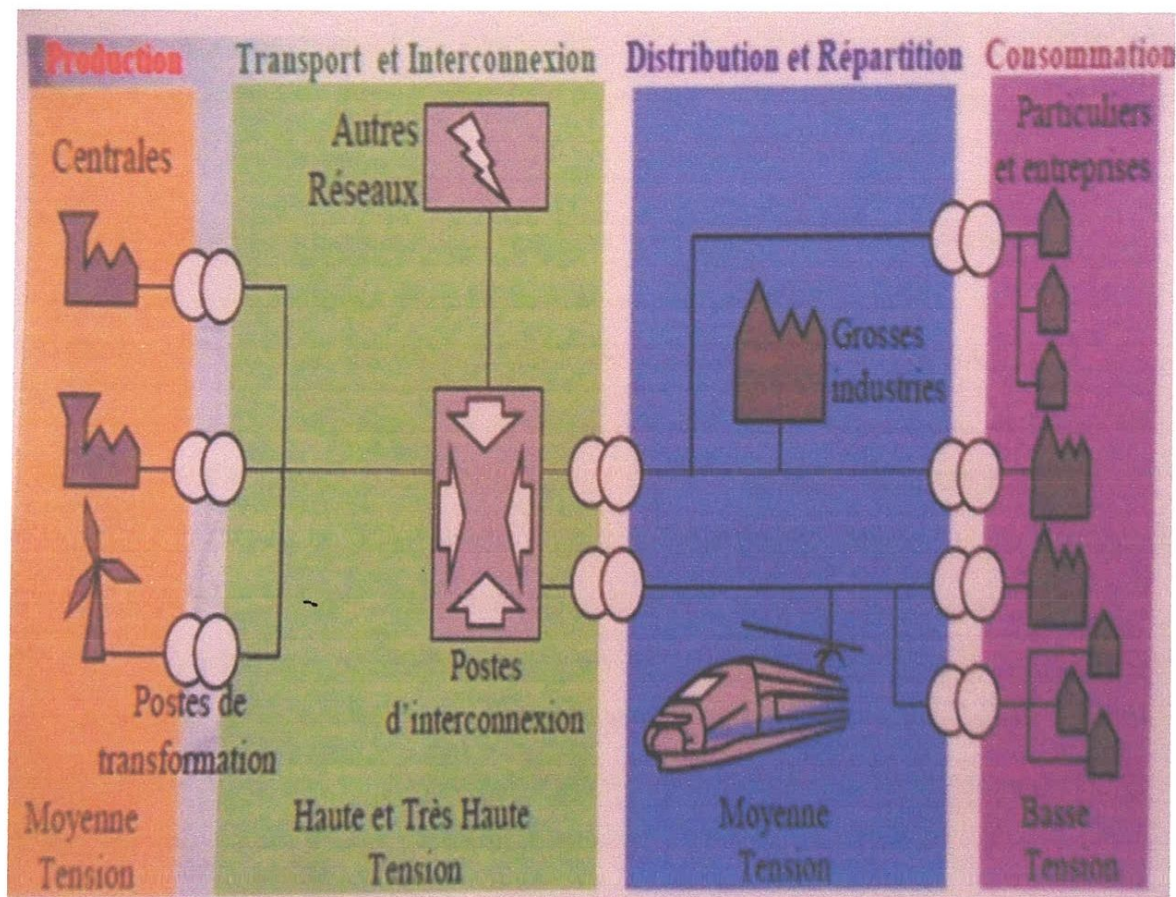 Production
Transport et Interconnexion
Distribution et Répartition
Consommation
Centrales
Autres
Réseaux
Particuliers
et entreprises
Grosses
industries
Postes de
transformation
Postes
d'interconnexion
Moyenne
Tension
Haute et Très Haute
Tension
Moyenne
Tension
Basse
Tension